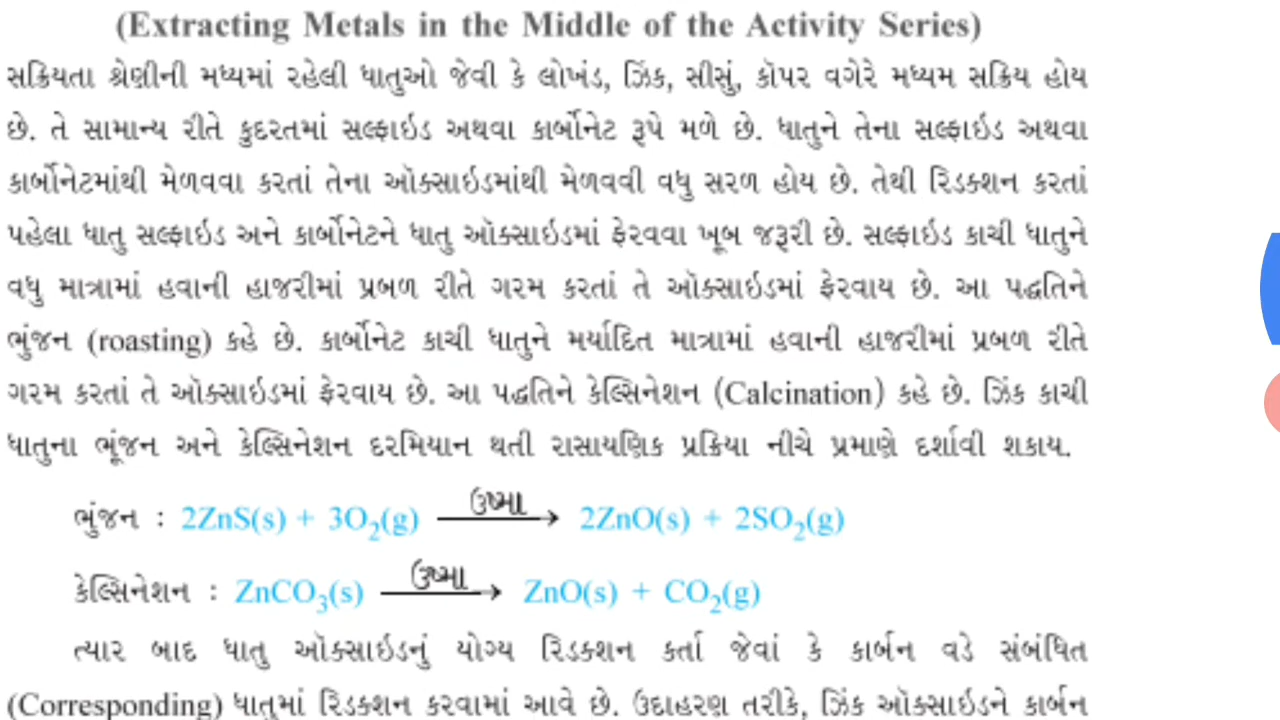 (Extracting Metals in the Middle of the Activity Series)
સક્રિયતા શ્રેણીની મધ્યમાં રહેલી ધાતુઓ જેવી કે લોખંડ, ઝિંક, સીસું, કૉપર વગેરે મધ્યમ સક્રિય હોય
છે. તે સામાન્ય રીતે કુદરતમાં સલ્ફાઇડ અથવા કાર્બોનેટ રૂપે મળે છે. ધાતુને તેના સલ્ફાઇડ અથવા
કાર્બોનેટમાંથી મેળવવા કરતાં તેના ઑક્સાઇડમાંથી મેળવવી વધુ સરળ હોય છે. તેથી રિડક્શન કરતાં
પહેલા ધાતુ સલ્ફાઇડ અને કાર્બોનેટને ધાતુ ઑક્સાઇડમાં ફેરવવા ખૂબ જરૂરી છે. સલ્ફાઇડ કાચી ધાતુને
વધુ માત્રામાં હવાની હાજરીમાં પ્રબળ રીતે ગરમ કરતાં તે ઑક્સાઇડમાં ફેરવાય છે. આ પદ્ધતિને
ભુંજન (roasting) કહે છે. કાર્બોનેટ કાચી ધાતુને મર્યાદિત માત્રામાં હવાની હાજરીમાં પ્રબળ રીતે
ગરમ કરતાં તે ઑક્સાઇડમાં ફેરવાય છે. આ પદ્ધતિને કેલ્સિનેશન (Calcination) કહે છે. ઝિંક કાચી
ધાતુના ભૂંજન અને કેલ્સિનેશન દરમિયાન થતી રાસાયણિક પ્રક્રિયા નીચે પ્રમાણે દર્શાવી શકાય.
ભુંજન : 2ZnS(s) + 3O₂(g) ⟶ઉષ્મા 2ZnO(s) + 2SO₂(g)
કેલ્સિનેશન : ZnCO₃(s) ⟶ઉષ્મા ZnO(s) + CO₂(g)
ત્યાર બાદ ધાતુ ઑક્સાઇડનું યોગ્ય રિડક્શન કર્તા જેવાં કે કાર્બન વડે સંબંધિત
(Corresponding) ધાતુમાં રિડક્શન કરવામાં આવે છે. ઉદાહરણ તરીકે, ઝિંક ઑક્સાઇડને કાર્બન